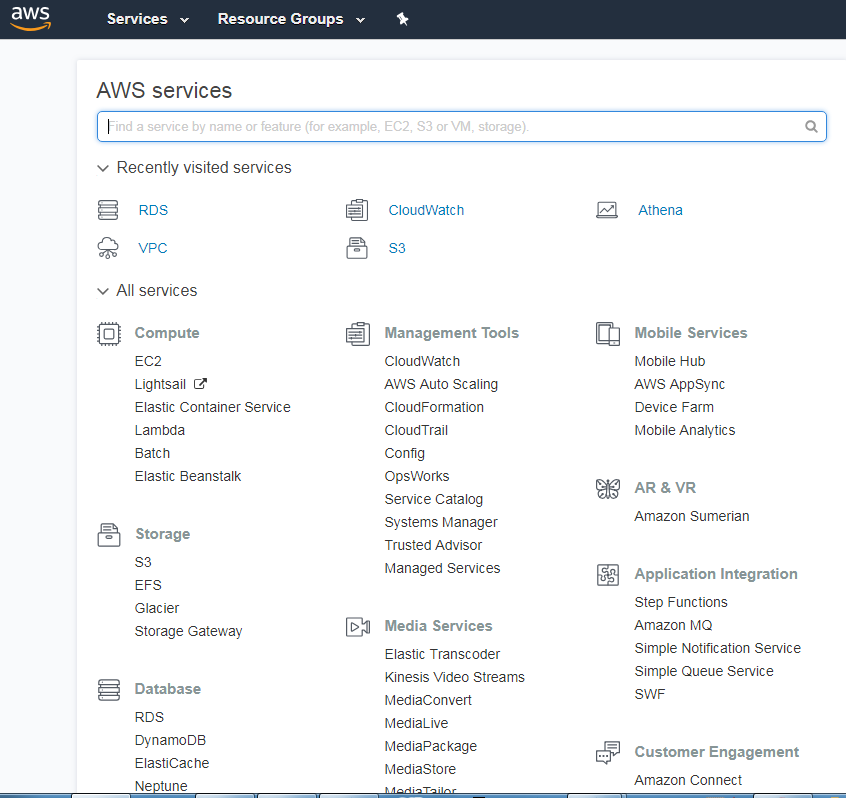 aws
Services
Resource Groups
AWS services
Find a service by name or feature (for example, EC2, S3 or VM, storage).
Recently visited services
RDS
CloudWatch
Athena
VPC
S3
All services
Compute
EC2
Lightsail
Elastic Container Service
Lambda
Batch
Elastic Beanstalk
Storage
S3
EFS
Glacier
Storage Gateway
Database
RDS
DynamoDB
ElastiCache
Neptune
Management Tools
CloudWatch
AWS Auto Scaling
CloudFormation
CloudTrail
Config
OpsWorks
Service Catalog
Systems Manager
Trusted Advisor
Managed Services
Media Services
Elastic Transcoder
Kinesis Video Streams
MediaConvert
MediaLive
MediaPackage
MediaStore
MediaTailor
Mobile Services
Mobile Hub
AWS AppSync
Device Farm
Mobile Analytics
AR & VR
Amazon Sumerian
Application Integration
Step Functions
Amazon MQ
Simple Notification Service
Simple Queue Service
SWF
Customer Engagement
Amazon Connect